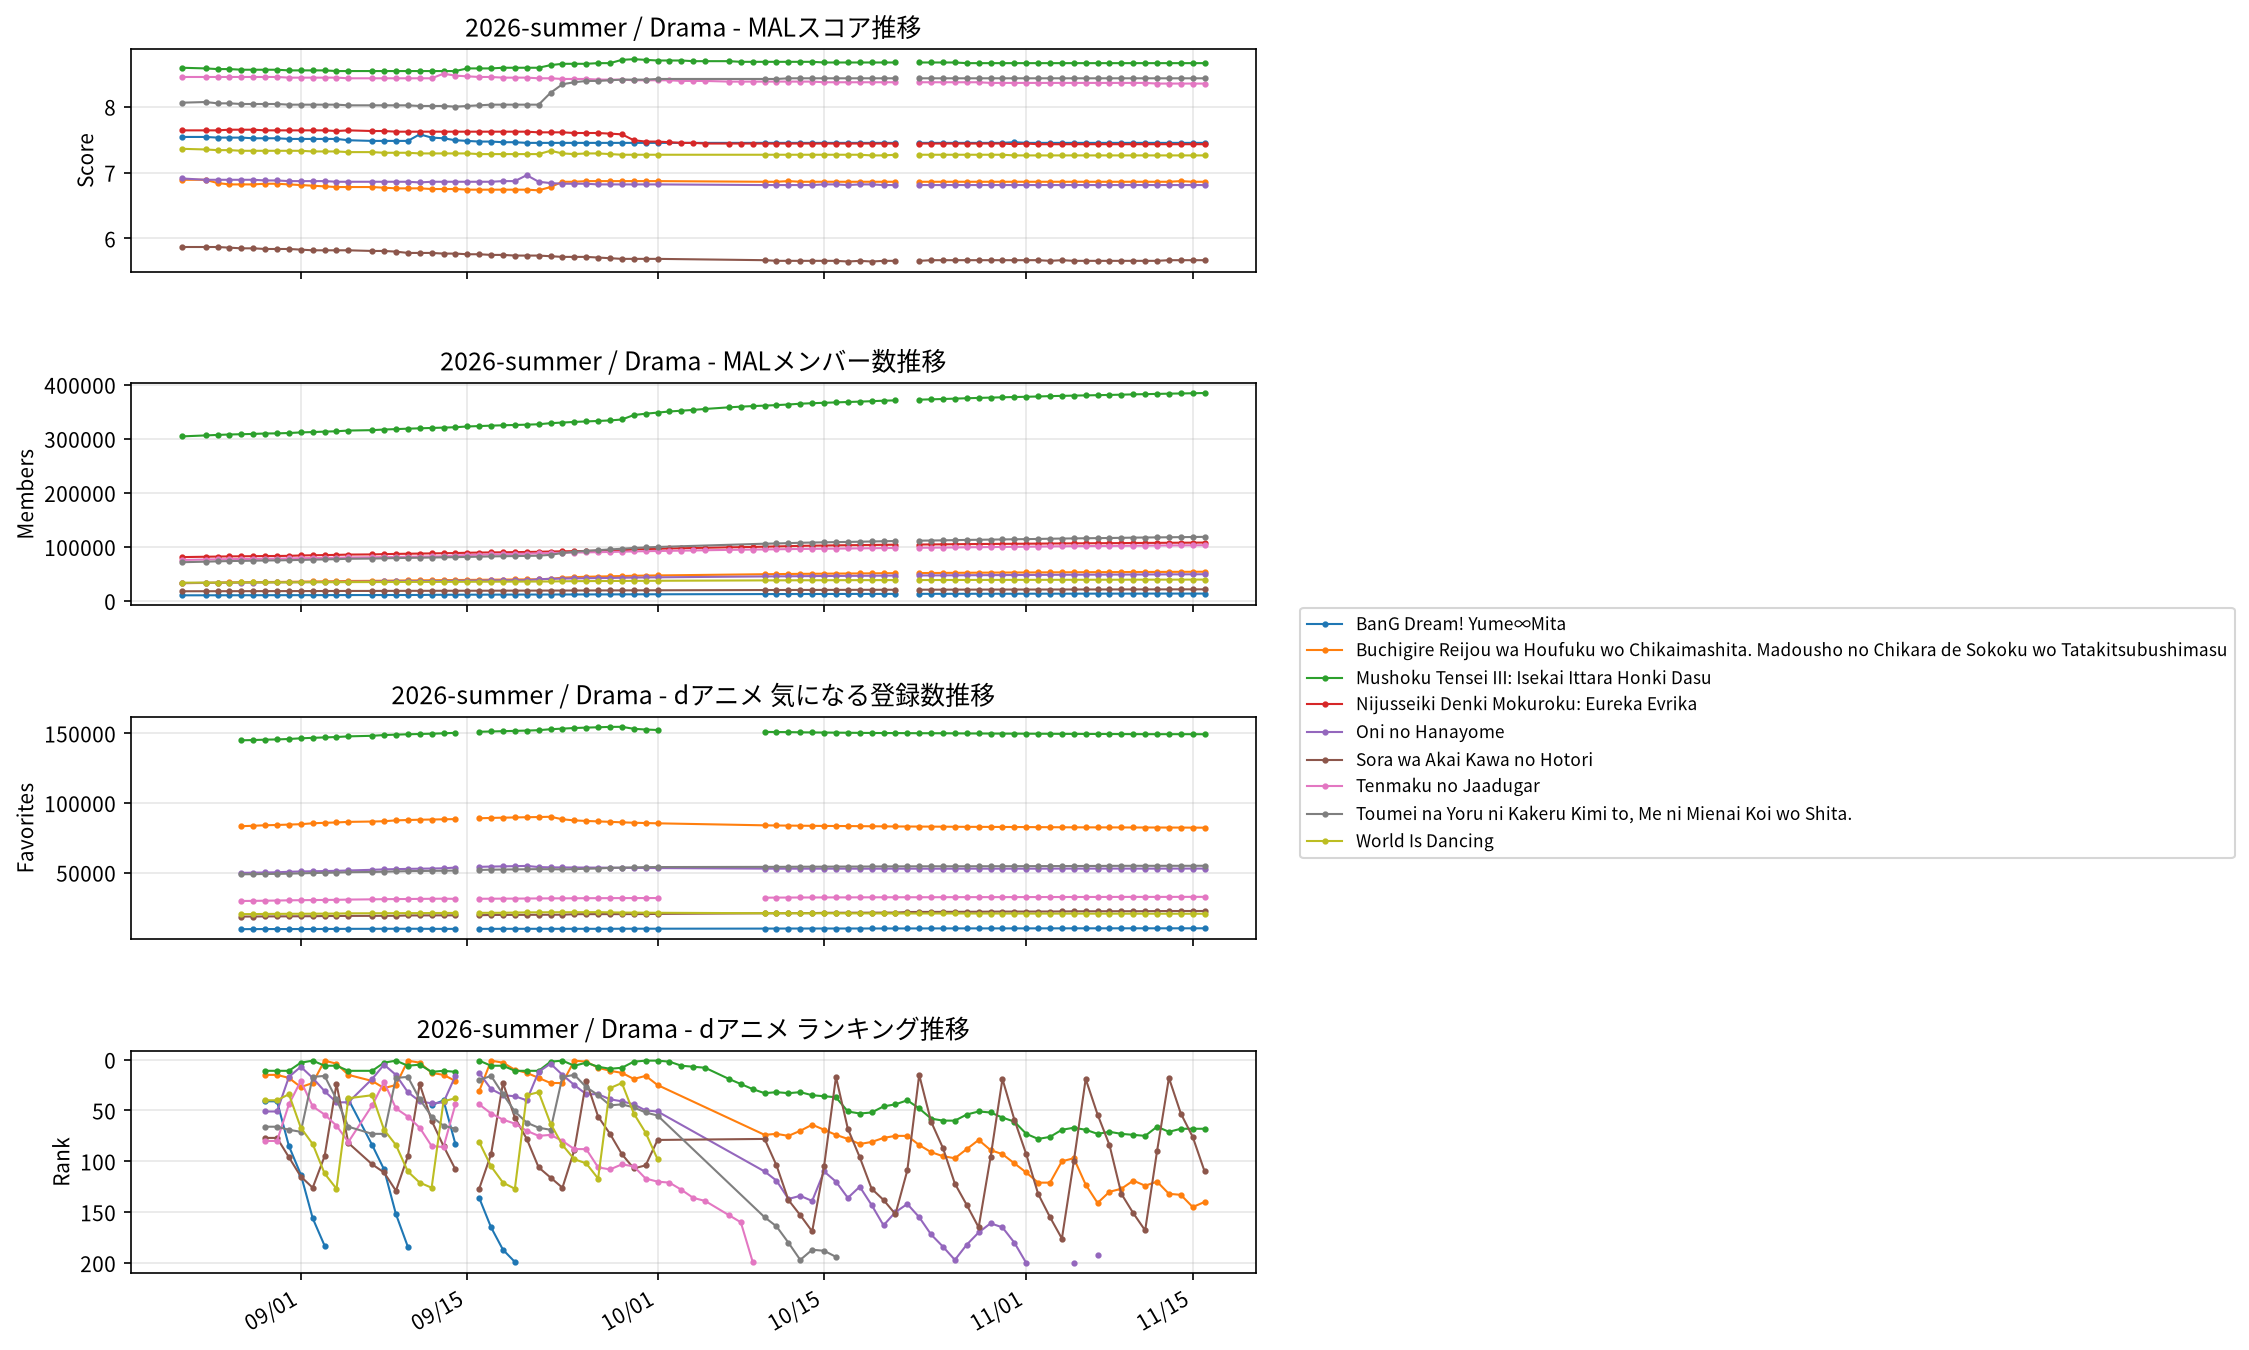 2026-summer / Drama - MALスコア推移
Score
8
7
6
2026-summer / Drama - MALメンバー数推移
Members
400000
300000
200000
100000
0
2026-summer / Drama - dアニメ 気になる登録数推移
Favorites
150000
100000
50000
2026-summer / Drama - dアニメ ランキング推移
Rank
0
50
100
150
200
09/01
09/15
10/01
10/15
11/01
11/15
BanG Dream! Yume∞Mita
Buchigire Reijou wa Houfuku wo Chikaimashita. Madousho no Chikara de Sokoku wo Tatakitsubushimasu
Mushoku Tensei III: Isekai Ittara Honki Dasu
Nijusseiki Denki Mokuroku: Eureka Evrika
Oni no Hanayome
Sora wa Akai Kawa no Hotori
Tenmaku no Jaadugar
Toumei na Yoru ni Kakeru Kimi to, Me ni Mienai Koi wo Shita.
World Is Dancing